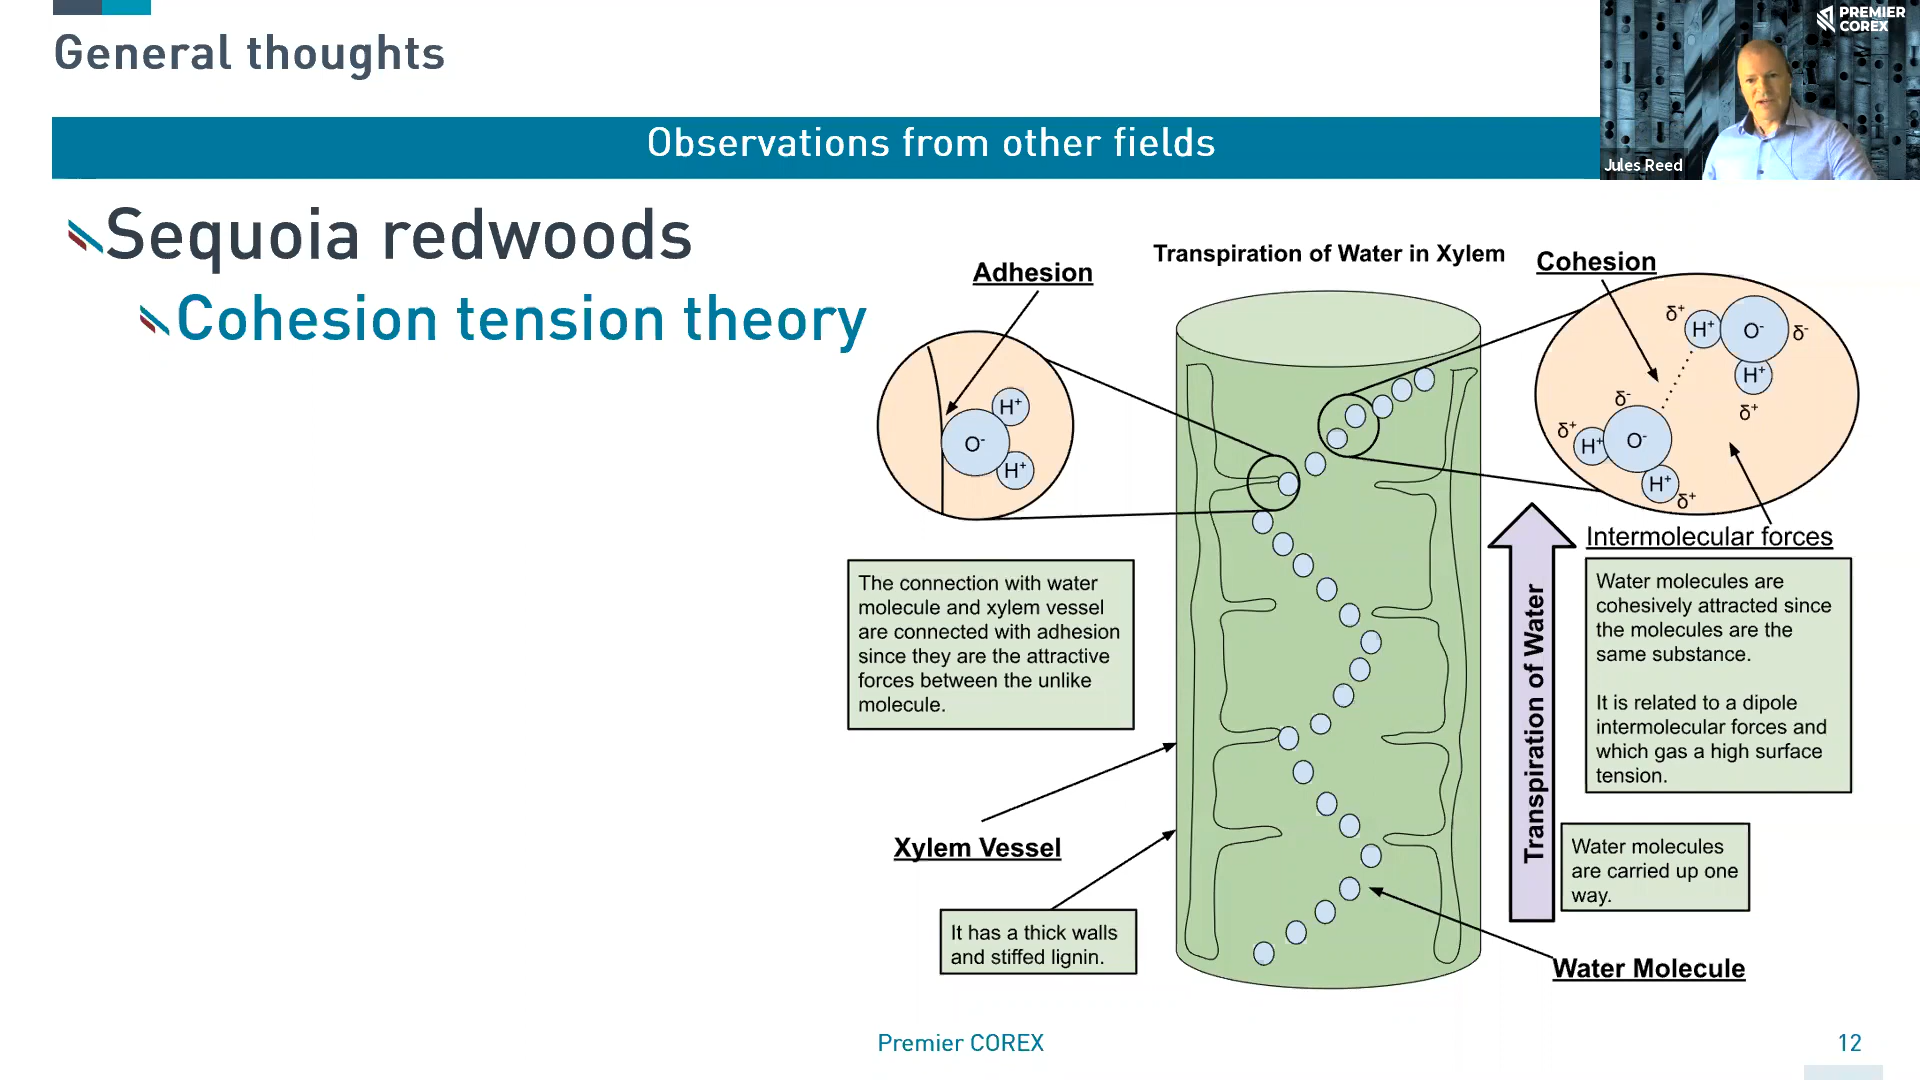 General thoughts
PREMIER
COREX
Jules Reed
Observations from other fields
Sequoia redwoods
Cohesion tension theory
Transpiration of Water in Xylem
Adhesion
Cohesion
H⁺
O⁻
H⁺
δ⁺
H⁺
O⁻
δ⁻
H⁺
δ⁺
δ⁻
δ⁺
H⁺
O⁻
H⁺
δ⁺
Intermolecular forces
The connection with water
molecule and xylem vessel
are connected with adhesion
since they are the attractive
forces between the unlike
molecule.
Water molecules are
cohesively attracted since
the molecules are the
same substance.
It is related to a dipole
intermolecular forces and
which gas a high surface
tension.
Transpiration of Water
Xylem Vessel
Water molecules
are carried up one
way.
It has a thick walls
and stiffed lignin.
Water Molecule
Premier COREX
12